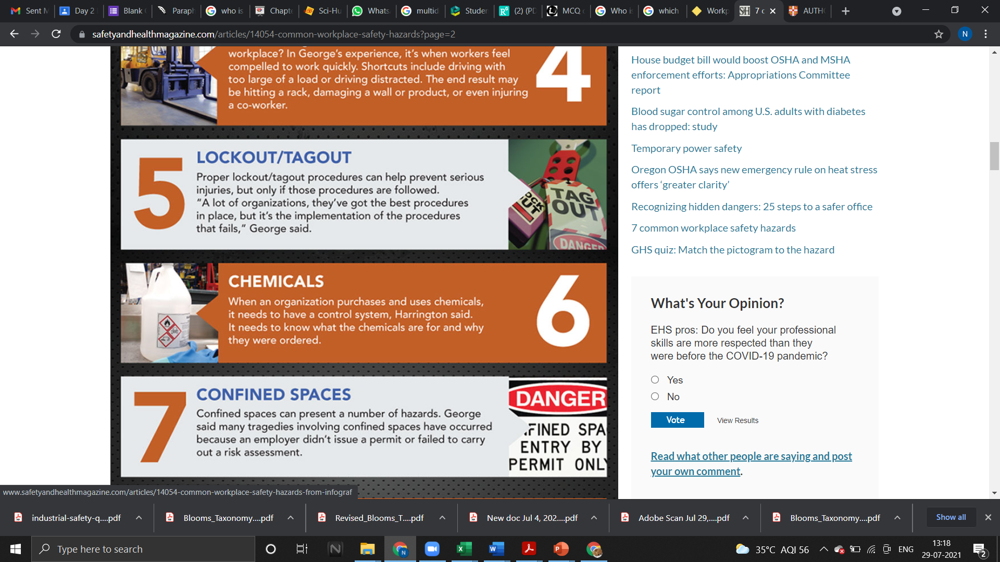 Sent M
Day 2
Blank
Paraph
who is
Chapte
Sci-Hu
Whats
multid
Studen
(2) (PD
MCQ
Who is
which
Workp
7 c
AUTH
safetyandhealthmagazine.com/articles/14054-common-workplace-safety-hazards?page=2
N
workplace? In George's experience, it's when workers feel
compelled to work quickly. Shortcuts include driving with
too large of a load or driving distracted. The end result may
be hitting a rack, damaging a wall or product, or even injuring
a co-worker.
4
5
LOCKOUT/TAGOUT
Proper lockout/tagout procedures can help prevent serious
injuries, but only if those procedures are followed.
“A lot of organizations, they've got the best procedures
in place, but it's the implementation of the procedures
that fails,” George said.
OCK
OUT
TAG
OUT
DANGER
CHEMICALS
When an organization purchases and uses chemicals,
it needs to have a control system, Harrington said.
It needs to know what the chemicals are for and why
they were ordered.
6
7
CONFINED SPACES
Confined spaces can present a number of hazards. George
said many tragedies involving confined spaces have occurred
because an employer didn't issue a permit or failed to carry
out a risk assessment.
DANGER
FINED SPA
ENTRY BY
PERMIT ONLY
House budget bill would boost OSHA and MSHA
enforcement efforts: Appropriations Committee
report
Blood sugar control among U.S. adults with diabetes
has dropped: study
Temporary power safety
Oregon OSHA says new emergency rule on heat stress
offers ‘greater clarity’
Recognizing hidden dangers: 25 steps to a safer office
7 common workplace safety hazards
GHS quiz: Match the pictogram to the hazard
What's Your Opinion?
EHS pros: Do you feel your professional
skills are more respected than they
were before the COVID-19 pandemic?
Yes
No
Vote
View Results
Read what other people are saying and post
your own comment.
www.safetyandhealthmagazine.com/articles/14054-common-workplace-safety-hazards-from-infograf
industrial-safety-q....pdf
Blooms_Taxonomy....pdf
Revised_Blooms_T....pdf
New doc Jul 4, 202....pdf
Adobe Scan Jul 29,....pdf
Blooms_Taxonomy....pdf
Show all
Type here to search
35°C AQI 56
ENG
13:18
29-07-2021
2